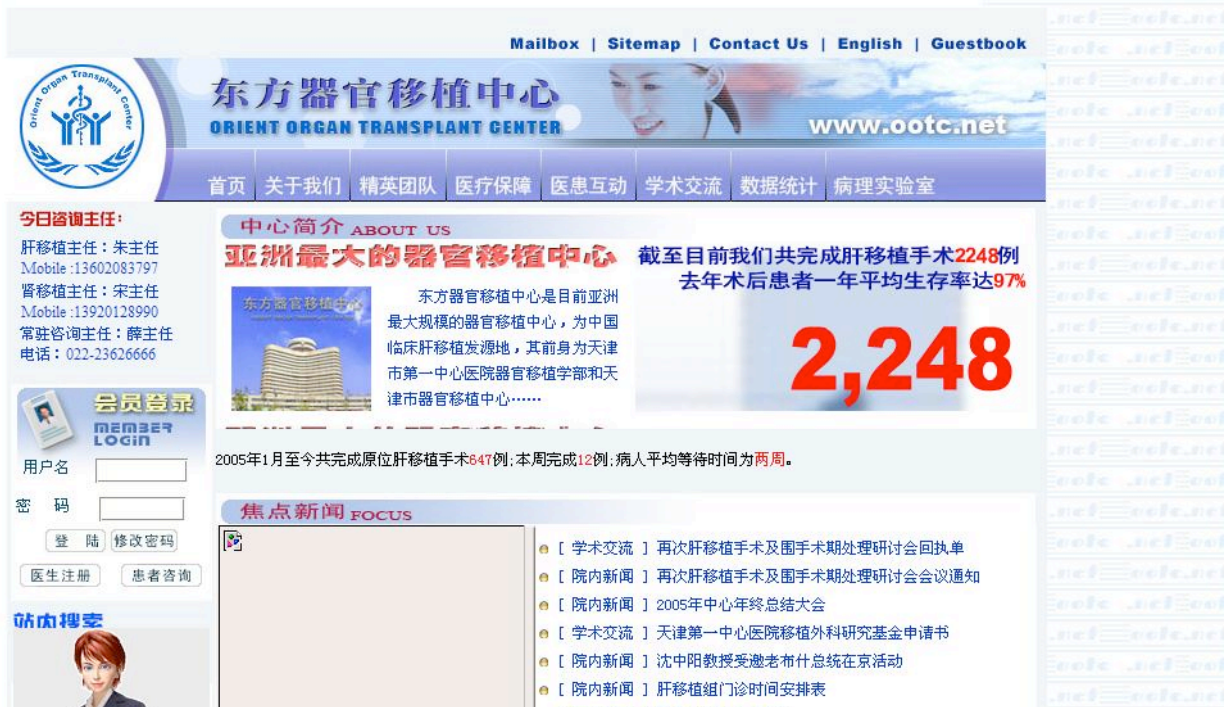 Mailbox | Sitemap | Contact Us | English | Guestbook
Orient Organ Transplant Center
东方器官移植中心
ORIENT ORGAN TRANSPLANT CENTER
www.ootc.net
首页 关于我们 精英团队 医疗保障 医患互动 学术交流 数据统计 病理实验室
今日咨询主任:
肝移植主任：朱主任
Mobile :13602083797
肾移植主任：宋主任
Mobile :13920128990
常驻咨询主任：薛主任
电话：022-23626666
会员登录
MEMBER
LOGIN
用户名
密 码
登 陆 修改密码
医生注册 患者咨询
站内搜索
中心简介 ABOUT US
亚洲最大的器官移植中心
东方器官移植中心
东方器官移植中心是目前亚洲
最大规模的器官移植中心，为中国
临床肝移植发源地，其前身为天津
市第一中心医院器官移植学部和天
津市器官移植中心……
截至目前我们共完成肝移植手术2248例
去年术后患者一年平均生存率达97%
2,248
2005年1月至今共完成原位肝移植手术647例;本周完成12例;病人平均等待时间为两周。
焦点新闻 FOCUS
[ 学术交流 ] 再次肝移植手术及围手术期处理研讨会回执单
[ 院内新闻 ] 再次肝移植手术及围手术期处理研讨会会议通知
[ 院内新闻 ] 2005年中心年终总结大会
[ 学术交流 ] 天津第一中心医院移植外科研究基金申请书
[ 院内新闻 ] 沈中阳教授受邀老布什总统在京活动
[ 院内新闻 ] 肝移植组门诊时间安排表